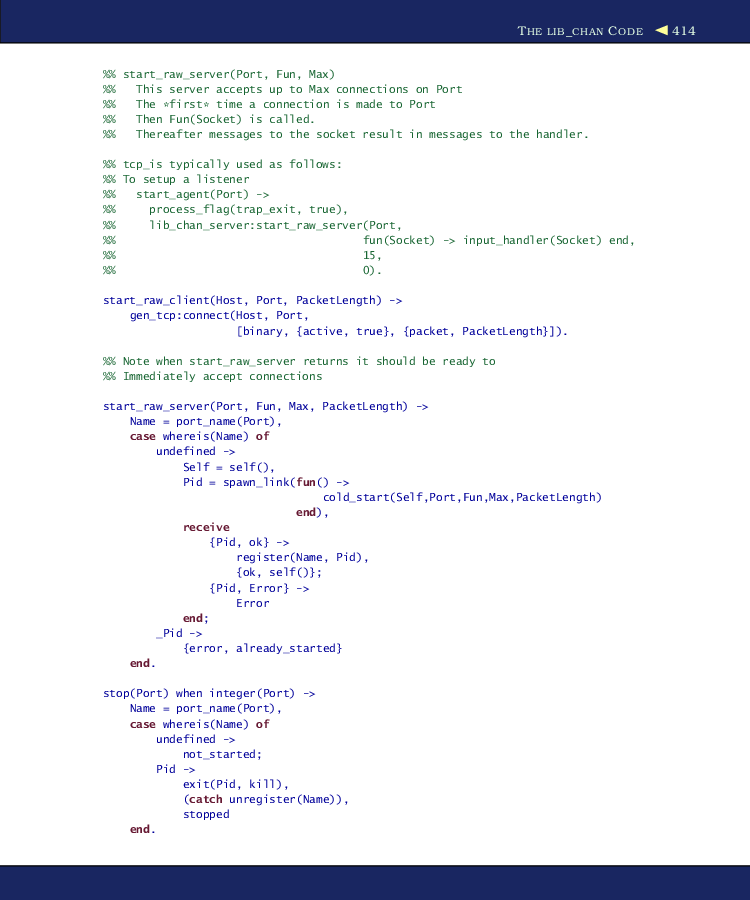 THE LIB_CHAN CODE ◀ 414
%% start_raw_server(Port, Fun, Max)
%%   This server accepts up to Max connections on Port
%%   The *first* time a connection is made to Port
%%   Then Fun(Socket) is called.
%%   Thereafter messages to the socket result in messages to the handler.
%% tcp_is typically used as follows:
%% To setup a listener
%%   start_agent(Port) ->
%%     process_flag(trap_exit, true),
%%     lib_chan_server:start_raw_server(Port,
%%                                     fun(Socket) -> input_handler(Socket) end,
%%                                     15,
%%                                     0).
start_raw_client(Host, Port, PacketLength) ->
    gen_tcp:connect(Host, Port,
                    [binary, {active, true}, {packet, PacketLength}]).
%% Note when start_raw_server returns it should be ready to
%% Immediately accept connections
start_raw_server(Port, Fun, Max, PacketLength) ->
    Name = port_name(Port),
    case whereis(Name) of
        undefined ->
            Self = self(),
            Pid = spawn_link(fun() ->
                                 cold_start(Self,Port,Fun,Max,PacketLength)
                             end),
            receive
                {Pid, ok} ->
                    register(Name, Pid),
                    {ok, self()};
                {Pid, Error} ->
                    Error
            end;
        _Pid ->
            {error, already_started}
    end.
stop(Port) when integer(Port) ->
    Name = port_name(Port),
    case whereis(Name) of
        undefined ->
            not_started;
        Pid ->
            exit(Pid, kill),
            (catch unregister(Name)),
            stopped
    end.